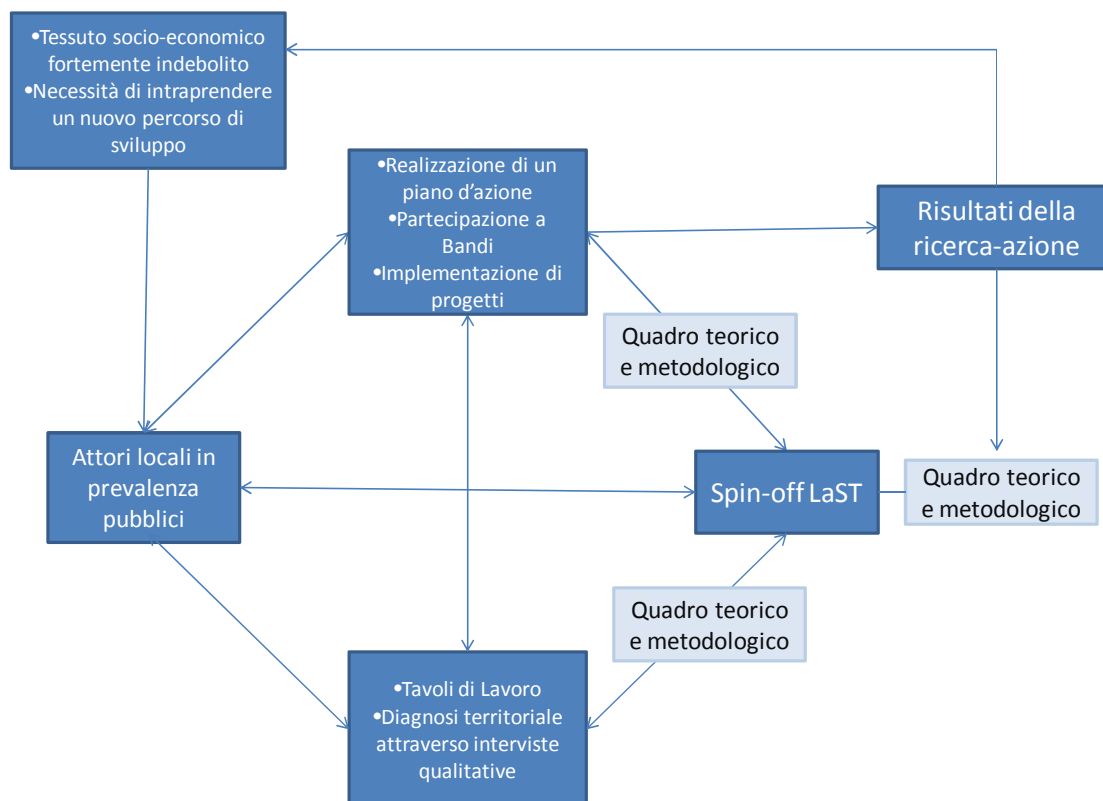 •Tessuto socio-economico
fortemente indebolito
•Necessità di intraprendere
un nuovo percorso di
sviluppo
•Realizzazione di un
piano d'azione
•Partecipazione a
Bandi
•Implementazione di
progetti
Risultati della
ricerca-azione
Quadro teorico
e metodologico
Attori locali in
prevalenza
pubblici
Spin-off LaST
Quadro teorico
e metodologico
Quadro teorico
e metodologico
•Tavoli di Lavoro
•Diagnosi territoriale
attraverso interviste
qualitative